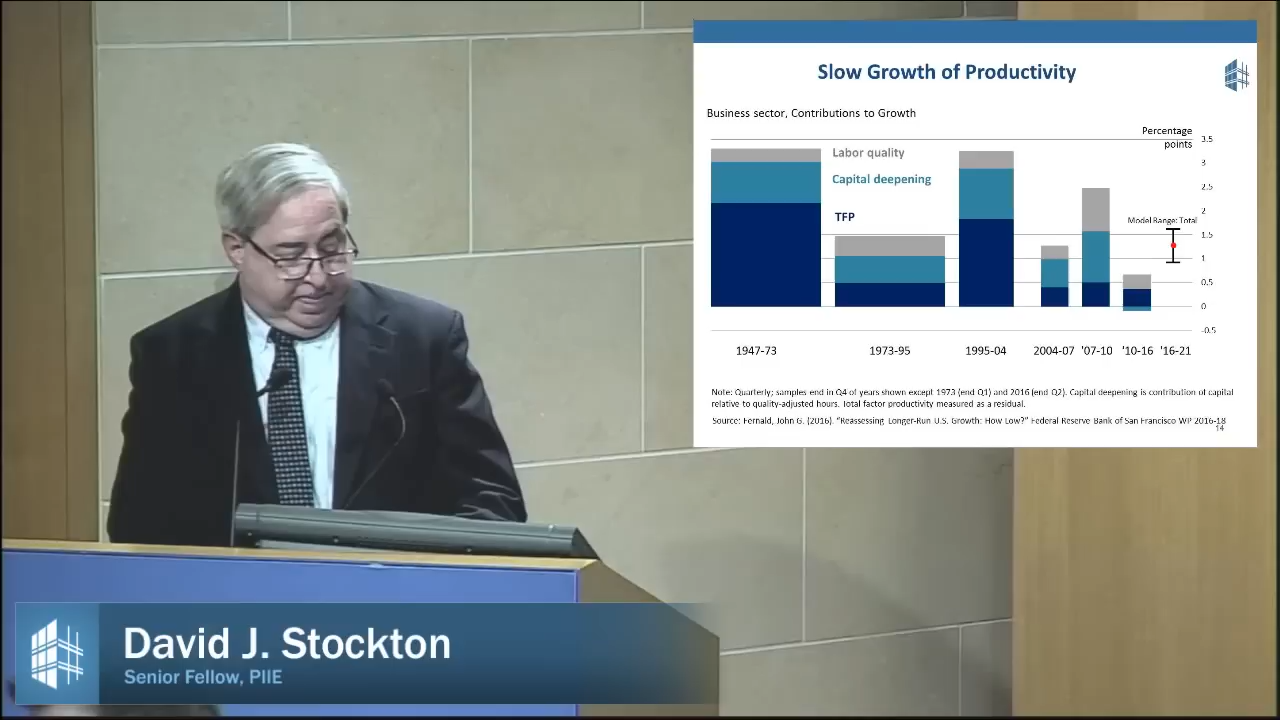 Slow Growth of Productivity
Business sector, Contributions to Growth
Percentage
points
3.5
Labor quality
3
Capital deepening
2.5
TFP
2
Model Range: Total
1.5
1
0.5
0
-0.5
1947-73
1973-95
1995-04
2004-07
'07-10
'10-16
'16-21
Note: Quarterly; samples end in Q4 of years shown except 1973 (end Q1) and 2016 (end Q2). Capital deepening is contribution of capital
relative to quality-adjusted hours. Total factor productivity measured as a residual.
Source: Fernald, John G. (2016). "Reassessing Longer-Run U.S. Growth: How Low?" Federal Reserve Bank of San Francisco WP 2016-18
14
David J. Stockton
Senior Fellow, PIIE